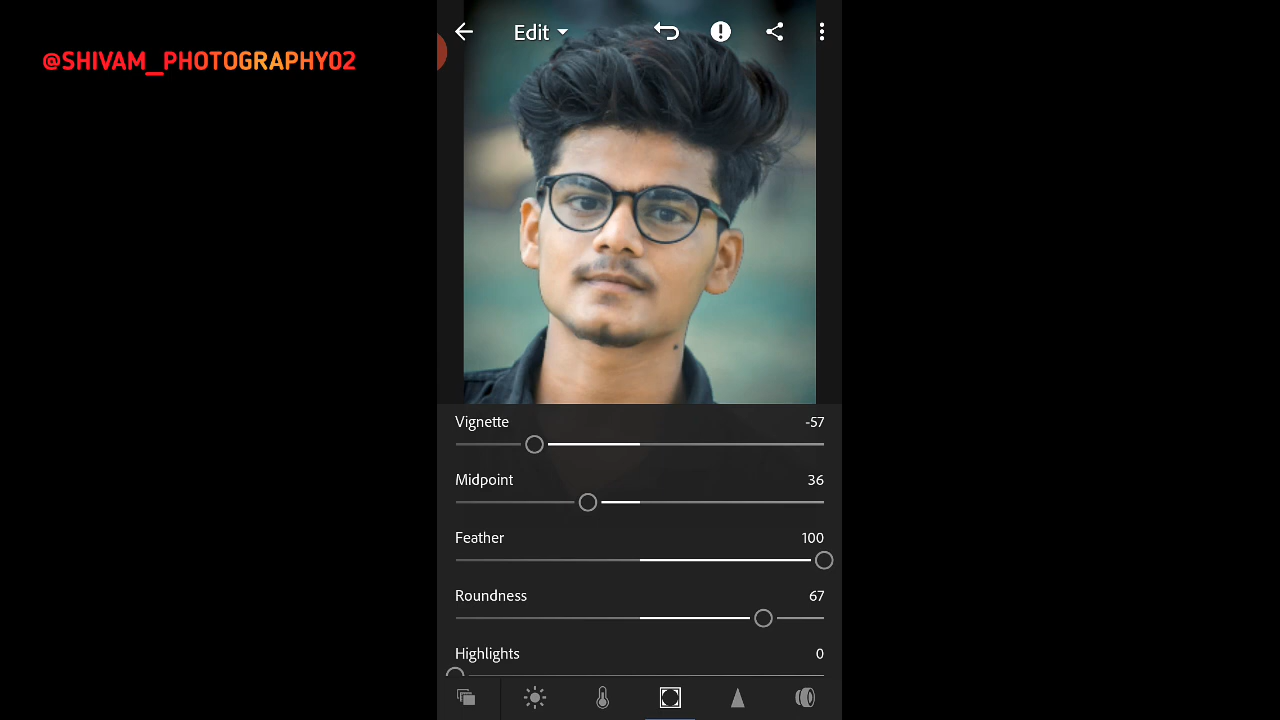 Edit
@SHIVAM_PHOTOGRAPHY02
Vignette -57
Midpoint 36
Feather 100
Roundness 67
Highlights 0